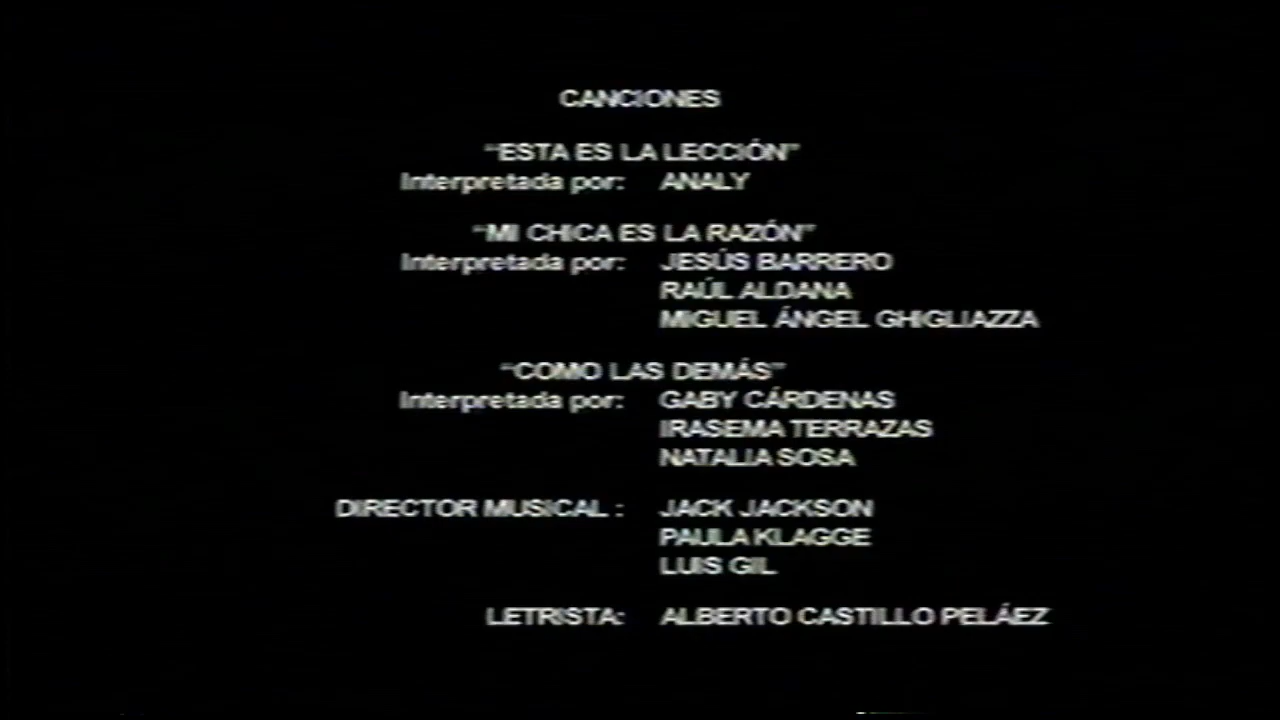 CANCIONES
"ESTA ES LA LECCIÓN"
Interpretada por: ANALY
"MI CHICA ES LA RAZÓN"
Interpretada por: JESÚS BARRERO
RAÚL ALDANA
MIGUEL ÁNGEL GHIGLIAZZA
"COMO LAS DEMÁS"
Interpretada por: GABY CÁRDENAS
IRASEMA TERRAZAS
NATALIA SOSA
DIRECTOR MUSICAL : JACK JACKSON
PAULA KLAGGE
LUIS GIL
LETRISTA: ALBERTO CASTILLO PELÁEZ